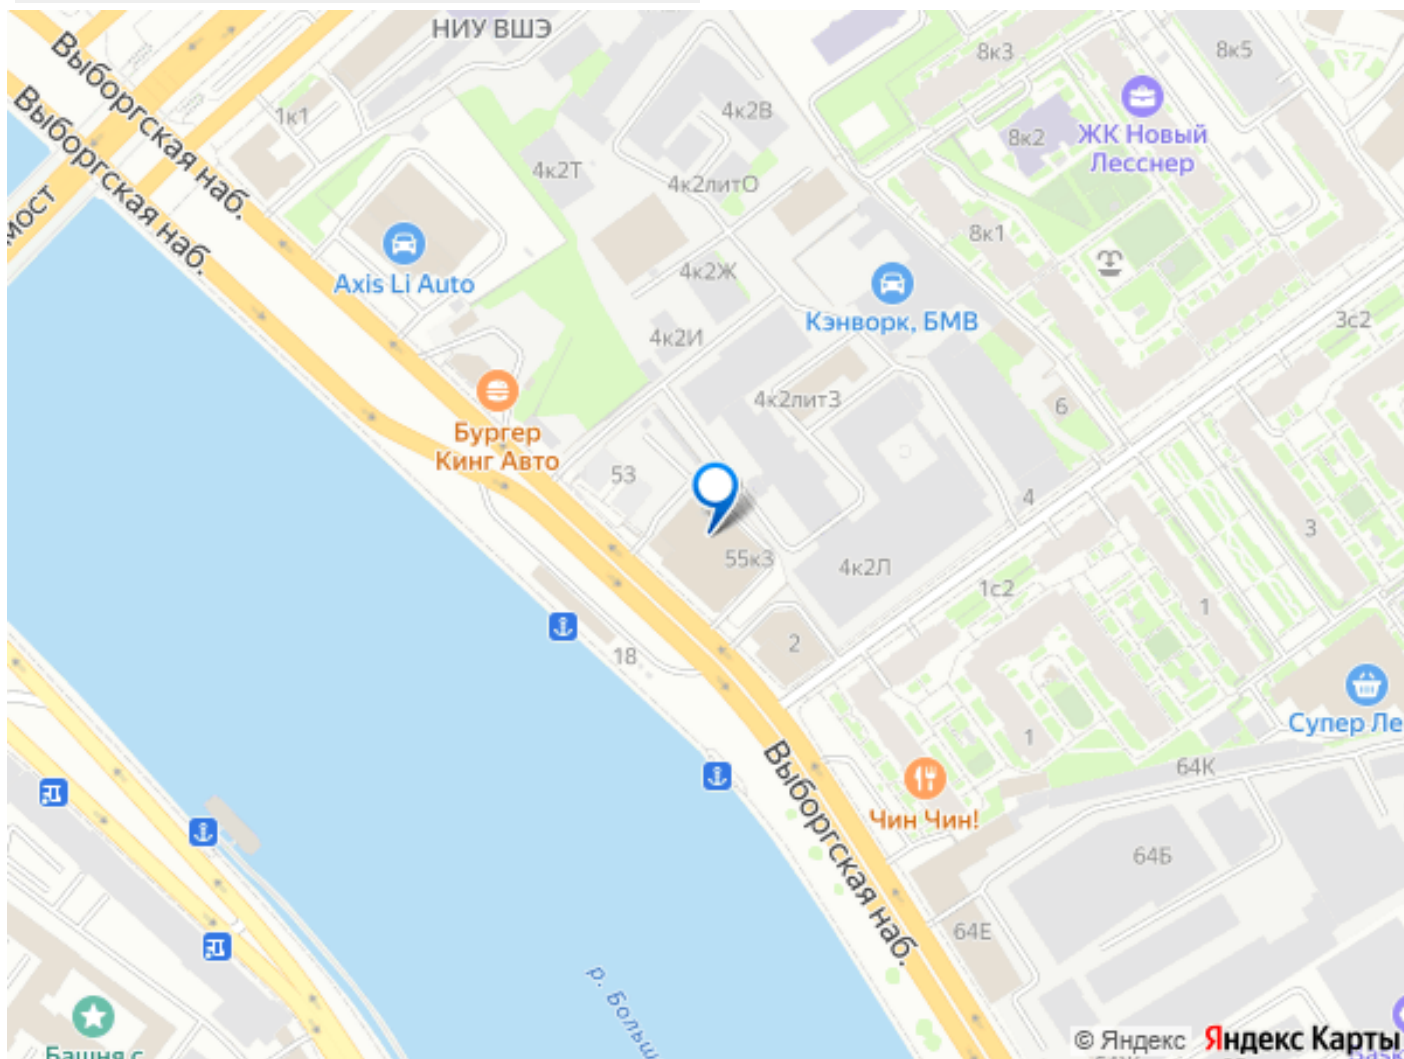 НИУ ВШЭ
Выборгская наб.
Выборгская наб.
мост
1к1
4к2В
4к2Т
4к2литО
8к3
8к5
8к2
ЖК Новый
Лесснер
8к1
Axis Li Auto
4к2Ж
4к2И
Кэнворк, БМВ
3с2
Бургер
Кинг Авто
4к2литЗ
6
53
4
3
55к3
4к2Л
1с2
1
2
18
Супер Ле
1
64К
Выборгская наб.
Чин Чин!
64Б
64Е
р. Больш
Башня с
© Яндекс Яндекс Карты